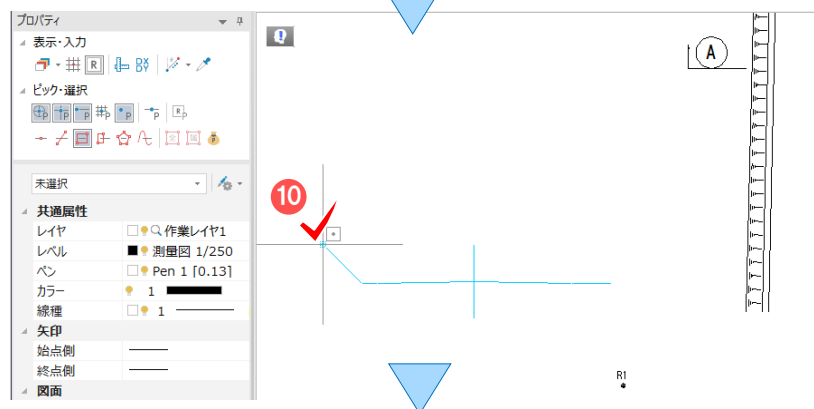 プロパティ
表示・入力
R
ピック・選択
未選択
共通属性
レイヤ 作業レイヤ1
レベル 測量図 1/250
ペン Pen 1 [0.13]
カラー 1
線種 1
矢印
始点側
終点側
図面
10
A
R1